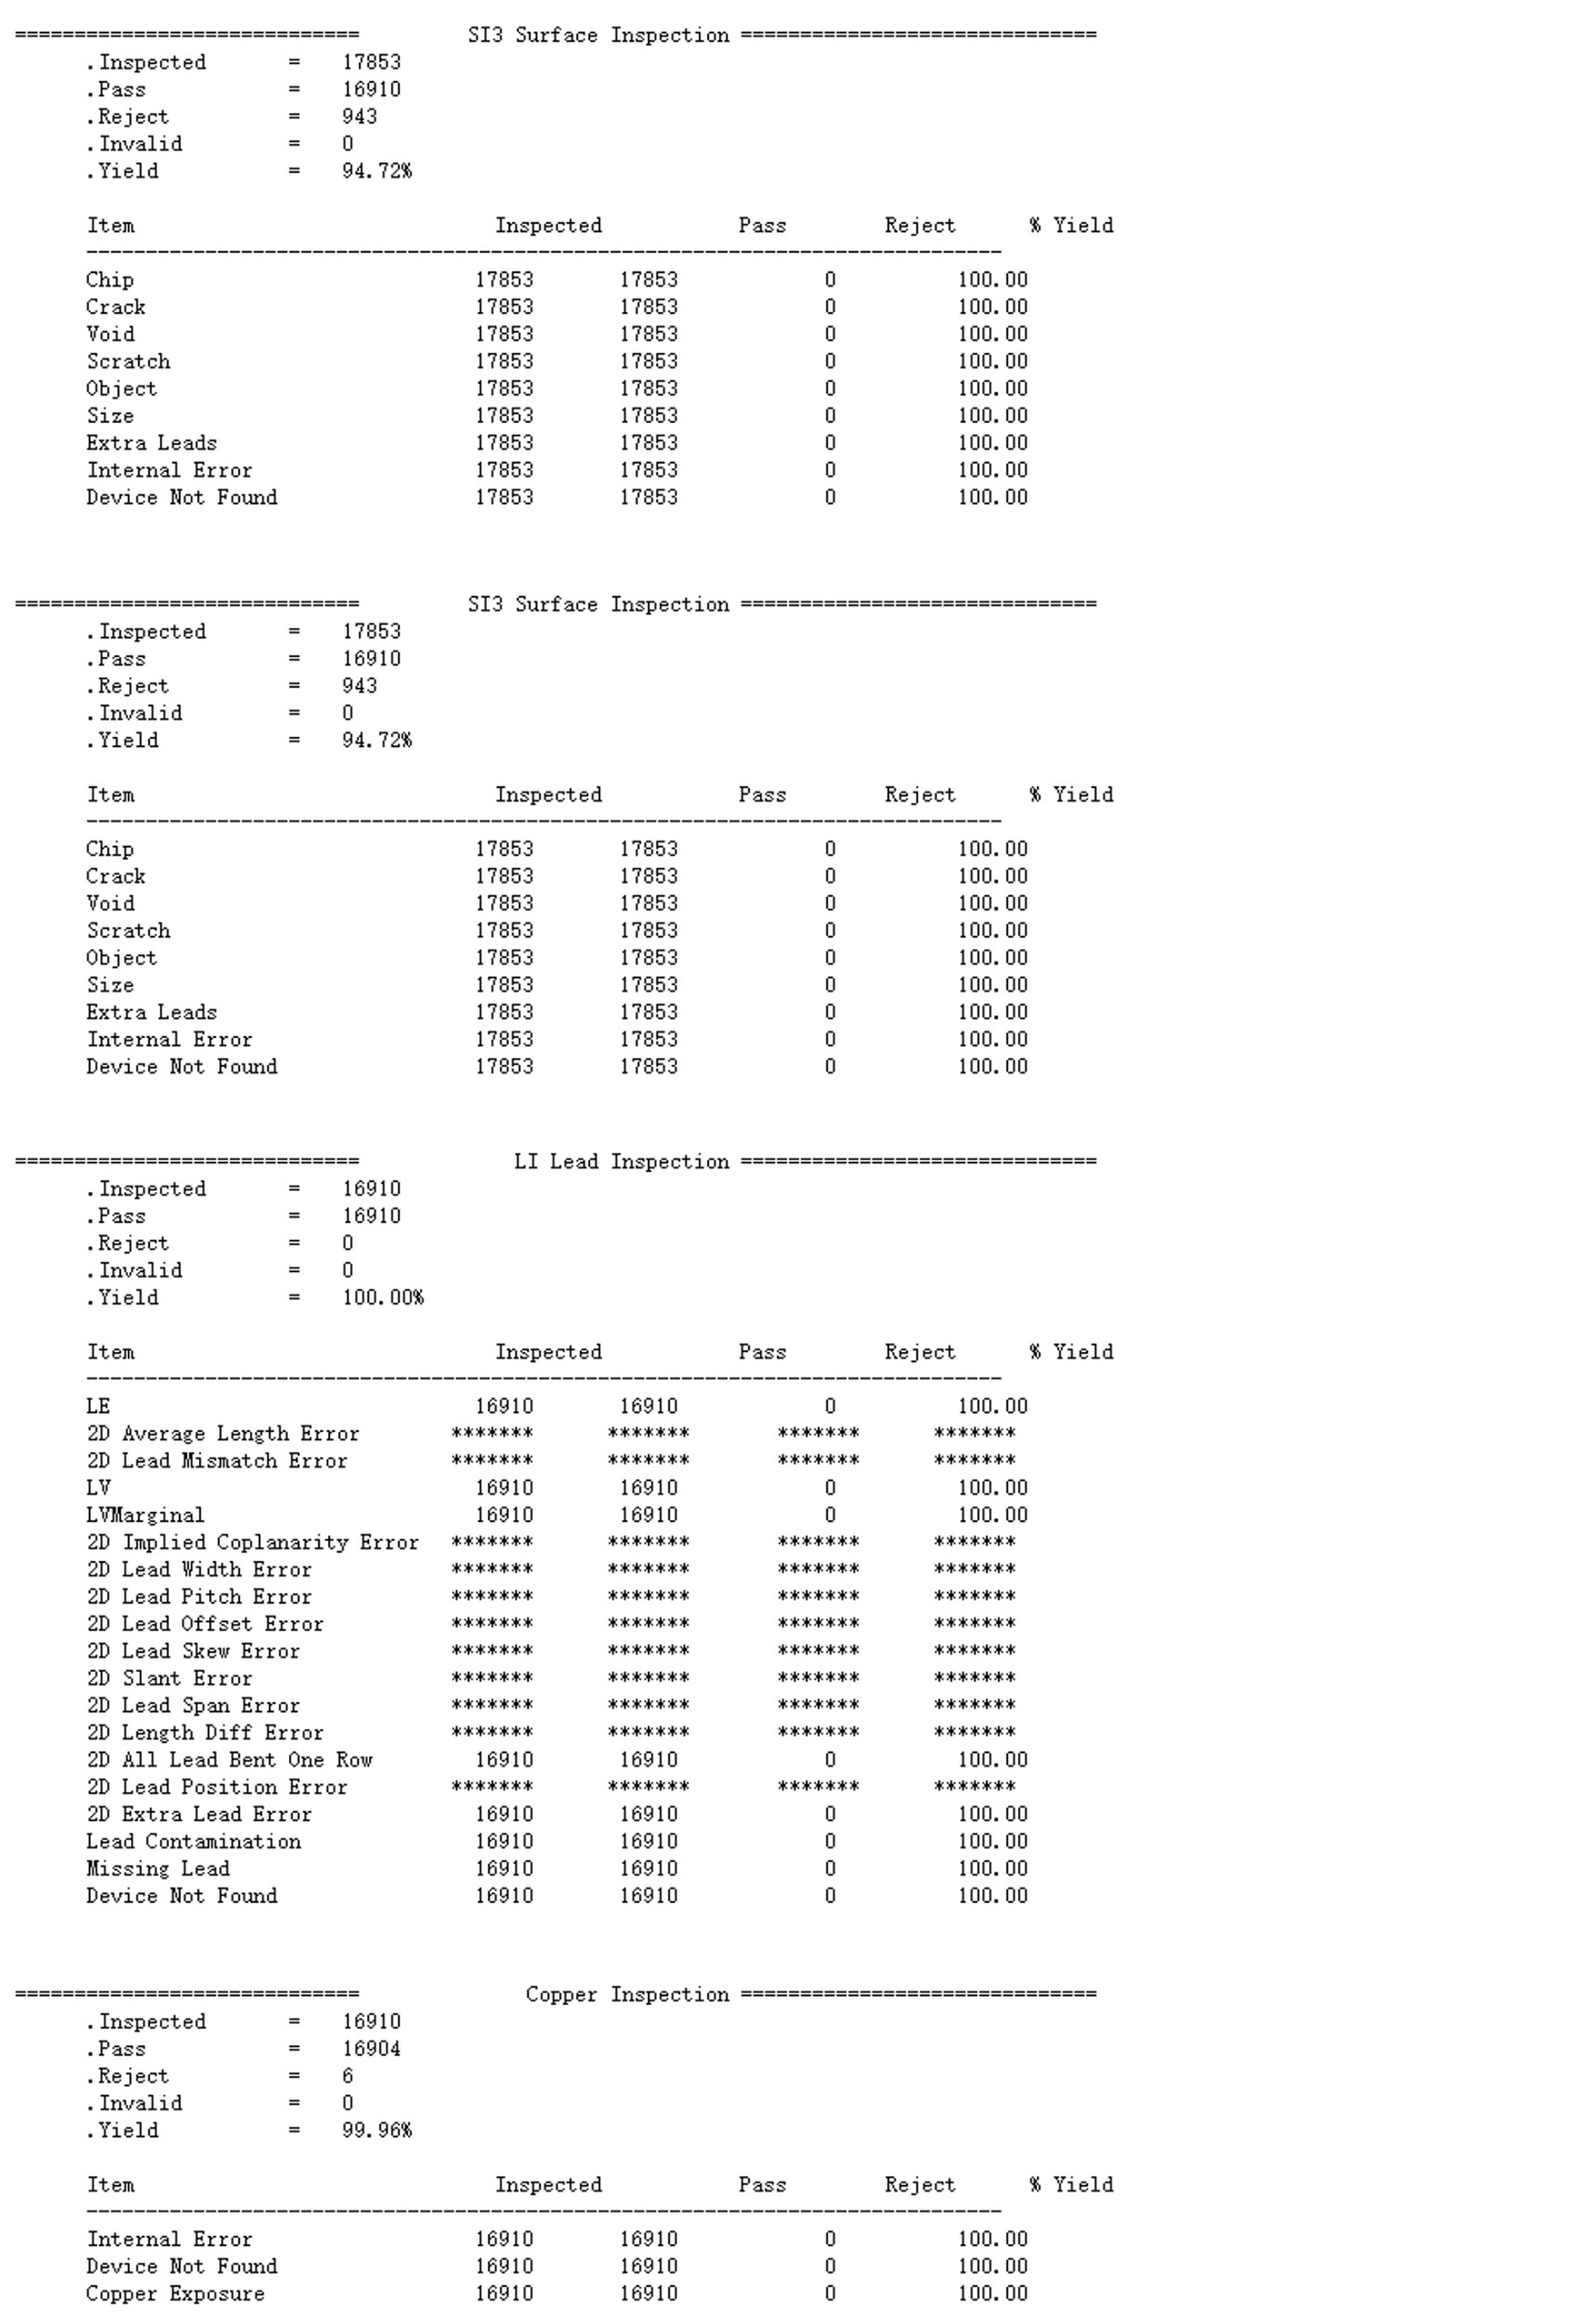 ============================= SI3 Surface Inspection ==============================
.Inspected = 17853
.Pass = 16910
.Reject = 943
.Invalid = 0
.Yield = 94.72%
Item Inspected Pass Reject % Yield
-----------------------------------------------------------------------------
Chip 17853 17853 0 100.00
Crack 17853 17853 0 100.00
Void 17853 17853 0 100.00
Scratch 17853 17853 0 100.00
Object 17853 17853 0 100.00
Size 17853 17853 0 100.00
Extra Leads 17853 17853 0 100.00
Internal Error 17853 17853 0 100.00
Device Not Found 17853 17853 0 100.00
============================= SI3 Surface Inspection ==============================
.Inspected = 17853
.Pass = 16910
.Reject = 943
.Invalid = 0
.Yield = 94.72%
Item Inspected Pass Reject % Yield
-----------------------------------------------------------------------------
Chip 17853 17853 0 100.00
Crack 17853 17853 0 100.00
Void 17853 17853 0 100.00
Scratch 17853 17853 0 100.00
Object 17853 17853 0 100.00
Size 17853 17853 0 100.00
Extra Leads 17853 17853 0 100.00
Internal Error 17853 17853 0 100.00
Device Not Found 17853 17853 0 100.00
============================= LI Lead Inspection ==============================
.Inspected = 16910
.Pass = 16910
.Reject = 0
.Invalid = 0
.Yield = 100.00%
Item Inspected Pass Reject % Yield
-----------------------------------------------------------------------------
LE 16910 16910 0 100.00
2D Average Length Error ******* ******* ******* *******
2D Lead Mismatch Error ******* ******* ******* *******
LV 16910 16910 0 100.00
LVMarginal 16910 16910 0 100.00
2D Implied Coplanarity Error ******* ******* ******* *******
2D Lead Width Error ******* ******* ******* *******
2D Lead Pitch Error ******* ******* ******* *******
2D Lead Offset Error ******* ******* ******* *******
2D Lead Skew Error ******* ******* ******* *******
2D Slant Error ******* ******* ******* *******
2D Lead Span Error ******* ******* ******* *******
2D Length Diff Error ******* ******* ******* *******
2D All Lead Bent One Row 16910 16910 0 100.00
2D Lead Position Error ******* ******* ******* *******
2D Extra Lead Error 16910 16910 0 100.00
Lead Contamination 16910 16910 0 100.00
Missing Lead 16910 16910 0 100.00
Device Not Found 16910 16910 0 100.00
============================= Copper Inspection ==============================
.Inspected = 16910
.Pass = 16904
.Reject = 6
.Invalid = 0
.Yield = 99.96%
Item Inspected Pass Reject % Yield
-----------------------------------------------------------------------------
Internal Error 16910 16910 0 100.00
Device Not Found 16910 16910 0 100.00
Copper Exposure 16910 16910 0 100.00